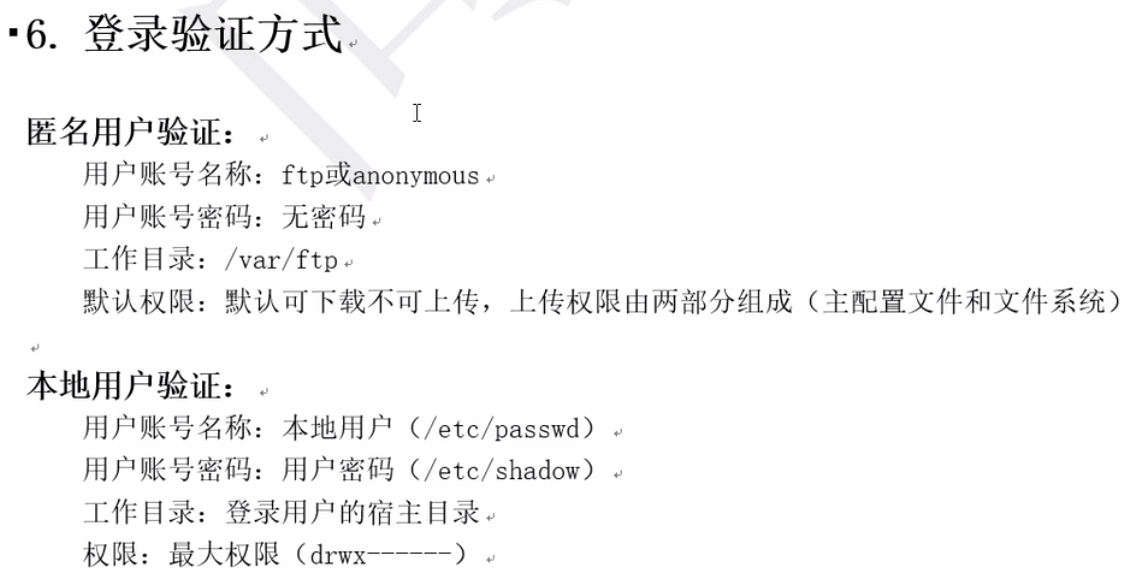 6. 登录验证方式
匿名用户验证：
用户账号名称：ftp或anonymous
用户账号密码：无密码
工作目录：/var/ftp
默认权限：默认可下载不可上传，上传权限由两部分组成（主配置文件和文件系统）
本地用户验证：
用户账号名称：本地用户（/etc/passwd）
用户账号密码：用户密码（/etc/shadow）
工作目录：登录用户的宿主目录
权限：最大权限（drwx------）